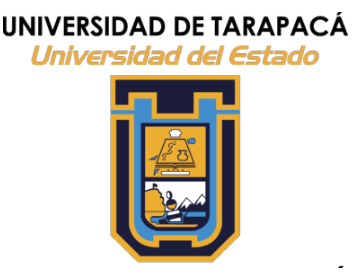 UNIVERSIDAD DE TARAPACÁ
Universidad del Estado